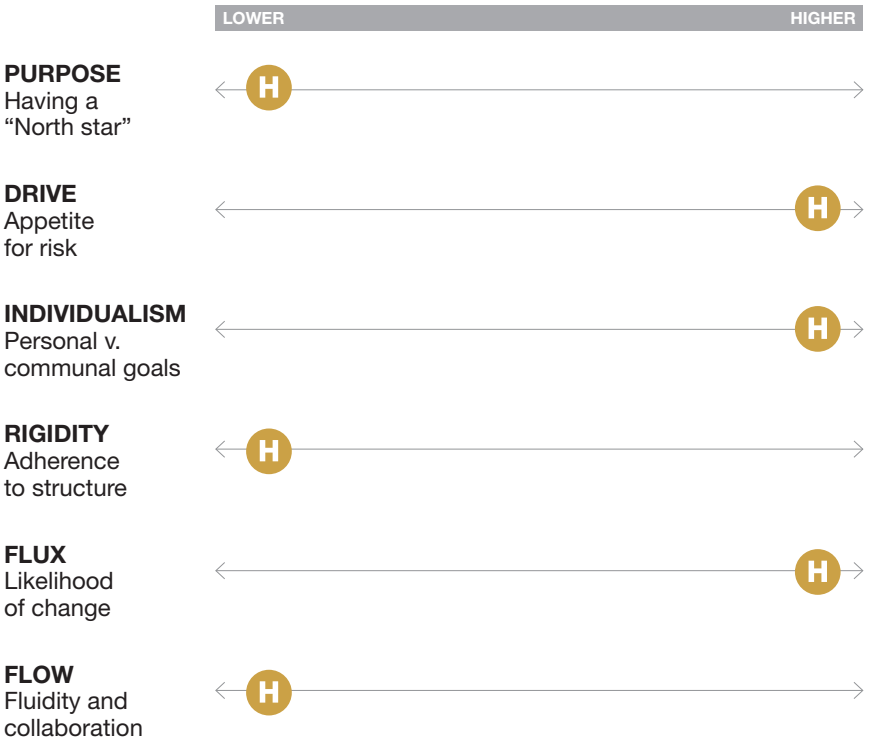 LOWER HIGHER
PURPOSE
Having a
“North star”
H
DRIVE
Appetite
for risk
H
INDIVIDUALISM
Personal v.
communal goals
H
RIGIDITY
Adherence
to structure
H
FLUX
Likelihood
of change
H
FLOW
Fluidity and
collaboration
H